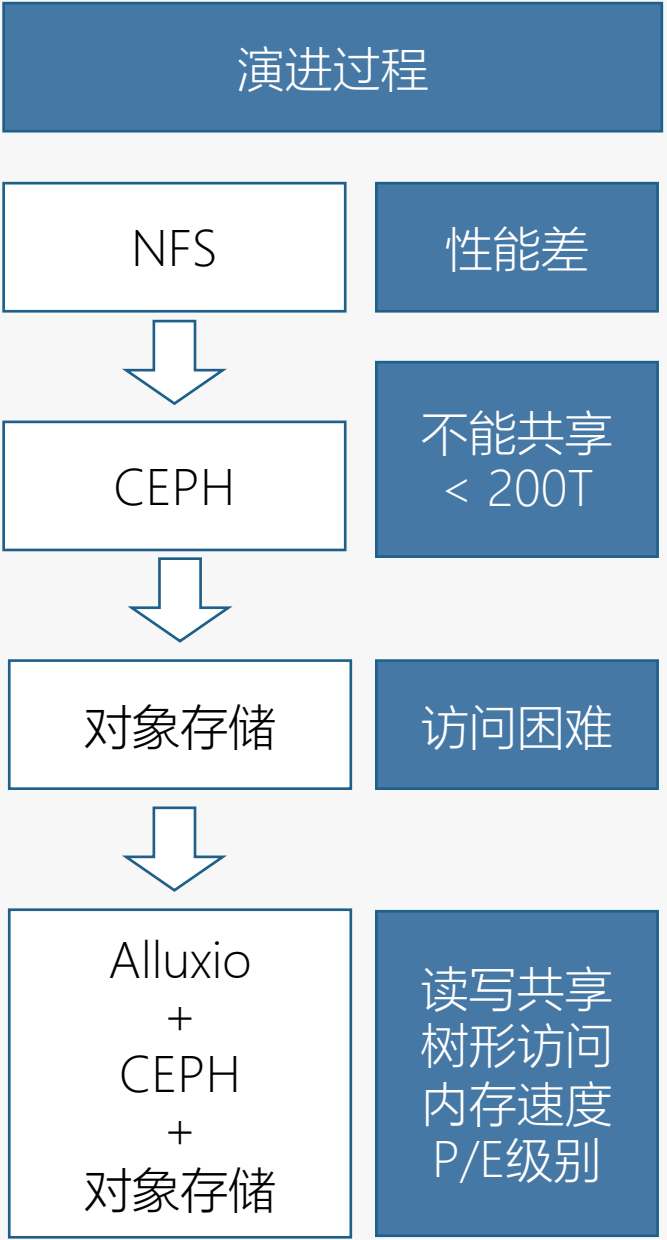 演进过程
NFS
性能差
CEPH
不能共享
< 200T
对象存储
访问困难
Alluxio
+
CEPH
+
对象存储
读写共享
树形访问
内存速度
P/E级别